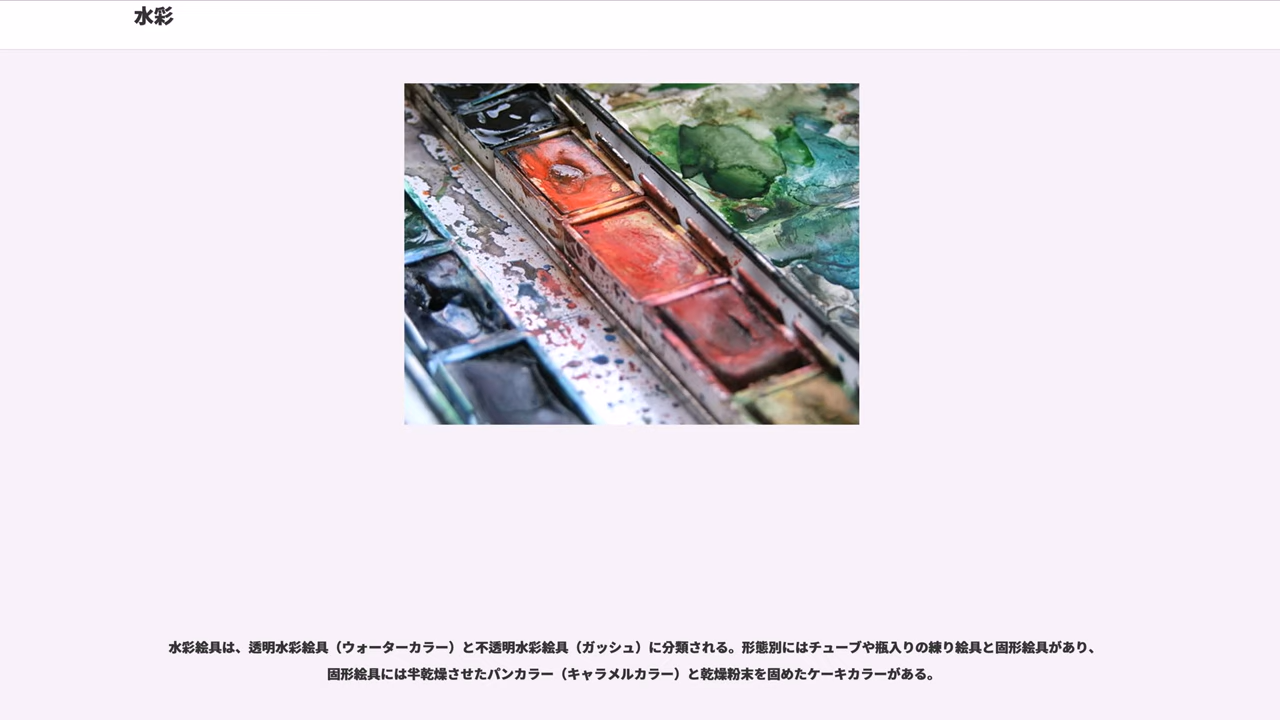 水彩
水彩絵具は、透明水彩絵具（ウォーターカラー）と不透明水彩絵具（ガッシュ）に分類される。形態別にはチューブや瓶入りの練り絵具と固形絵具があり、
固形絵具には半乾燥させたパンカラー（キャラメルカラー）と乾燥粉末を固めたケーキカラーがある。